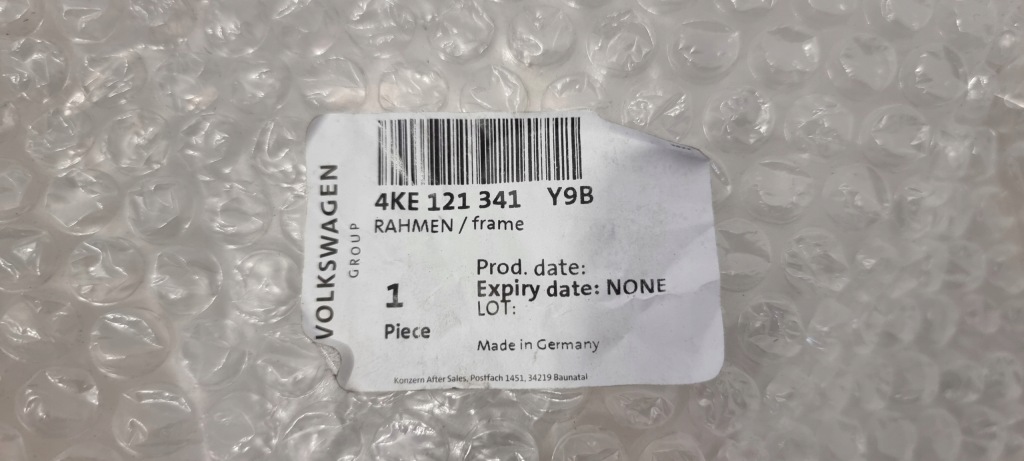 VOLKSWAGEN
GROUP
4KE 121 341 Y9B
RAHMEN / frame
1
Piece
Prod. date:
Expiry date: NONE
LOT:
Made in Germany
Konzern After Sales, Postfach 1451, 34219 Baunatal